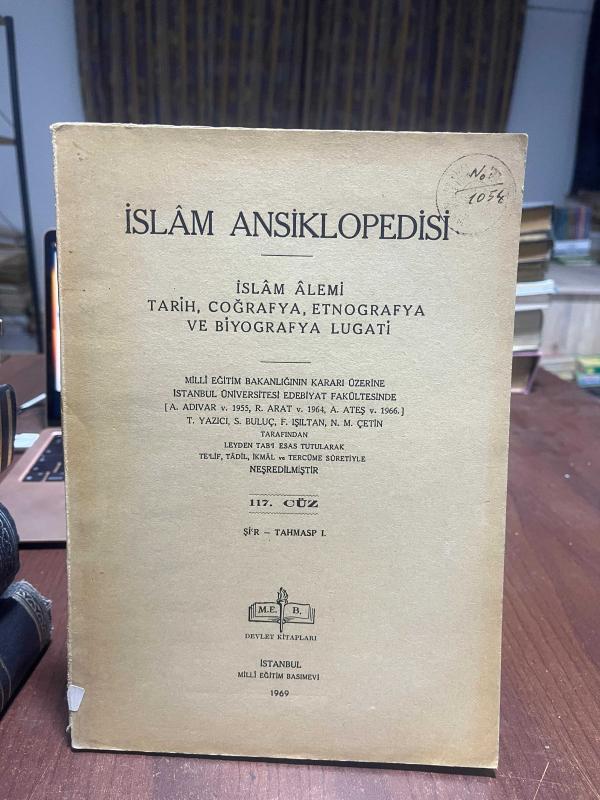 No:
1054
İSLÂM ANSİKLOPEDİSİ
İSLÂM ÂLEMİ
TARİH, COĞRAFYA, ETNOGRAFYA
VE BİYOGRAFYA LUGATİ
MİLLÎ EĞİTİM BAKANLIĞININ KARARI ÜZERİNE
İSTANBUL ÜNİVERSİTESİ EDEBİYAT FAKÜLTESİNDE
[ A. ADIVAR v. 1955, R. ARAT v. 1964, A. ATEŞ v. 1966. ]
T. YAZICI, S. BULUÇ, F. IŞILTAN, N. M. ÇETİN
TARAFINDAN
LEYDEN TAB'I ESAS TUTULARAK
TE'LİF, TÂDİL, İKMÂL ve TERCÜME SÛRETİYLE
NEŞREDİLMİŞTİR
117. CÜZ
Şİ'R – TAHMASP I.
M.E. B.
DEVLET KİTAPLARI
İSTANBUL
MİLLÎ EĞİTİM BASIMEVİ
1969